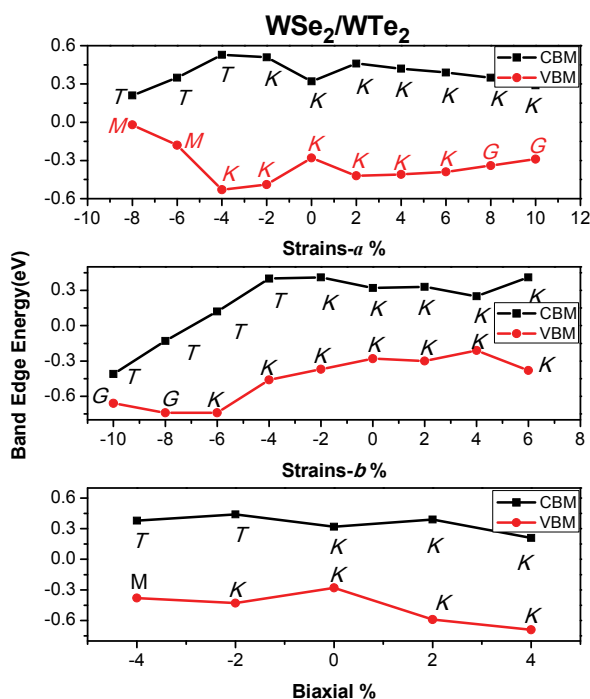 WSe2/WTe2
0.6
0.3
0.0
-0.3
-0.6
CBM
VBM
T T T K K K K K K K
M M K K K K K K G G
-10 -8 -6 -4 -2 0 2 4 6 8 10 12
Strains-a %
Band Edge Energy(eV)
0.3
0.0
-0.3
-0.6
CBM
VBM
T T T T K K K K K
G G K K K K K K K
-10 -8 -6 -4 -2 0 2 4 6 8
Strains-b %
0.6
0.3
0.0
-0.3
-0.6
CBM
VBM
T T K K K
M K K K K
-4 -2 0 2 4
Biaxial %